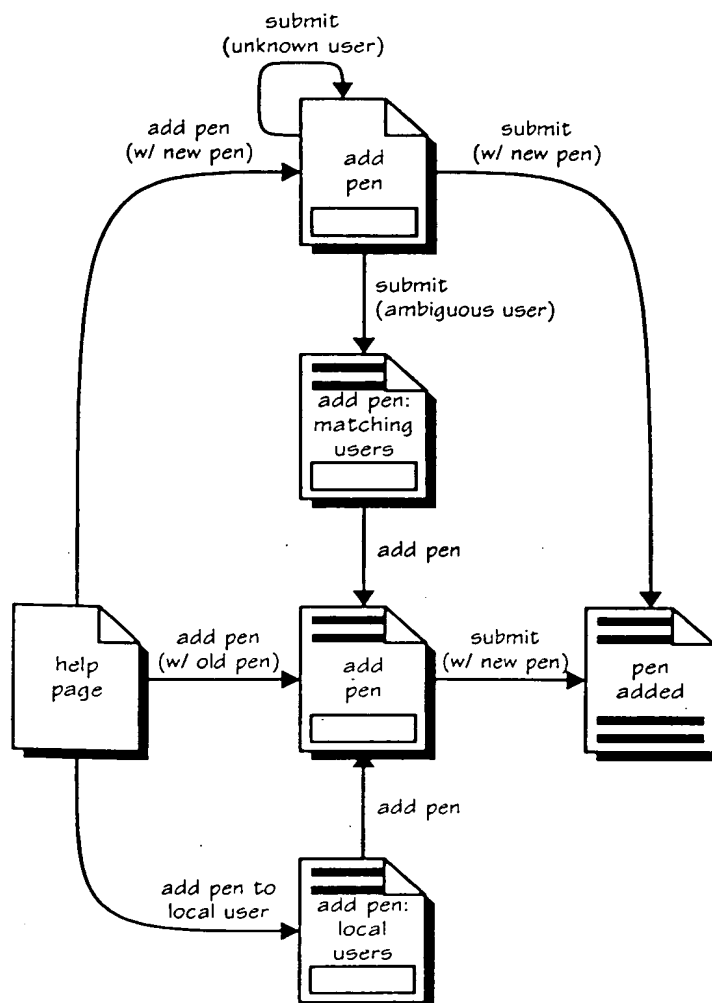 submit
(unknown user)
add pen
(w/ new pen)
submit
(w/ new pen)
add
pen
submit
(ambiguous user)
add pen:
matching
users
add pen
help
page
add pen
(w/ old pen)
add
pen
submit
(w/ new pen)
pen
added
add pen
add pen to
local user
add pen:
local
users